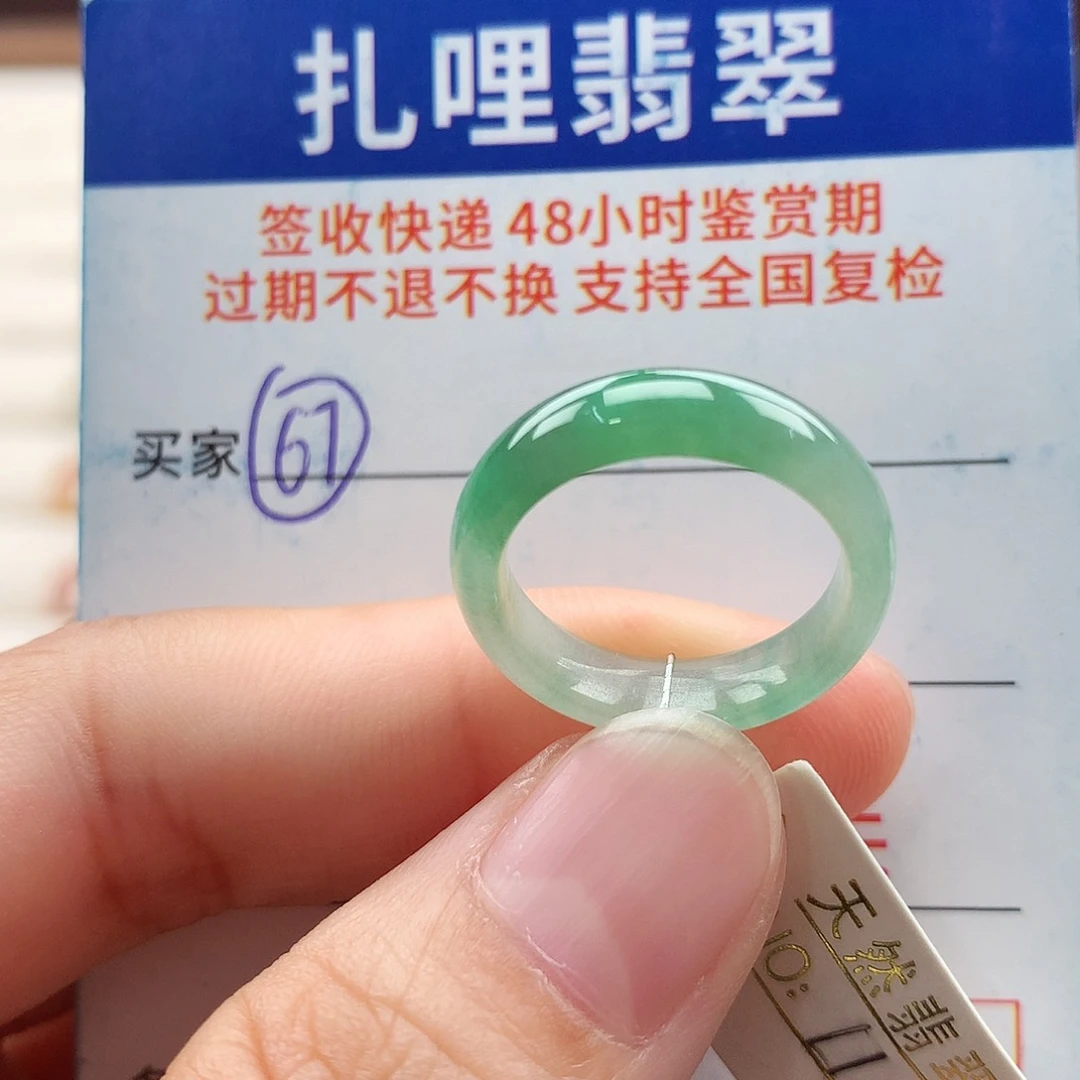 扎哩翡翠
签收快递 48小时鉴赏期
过期不退不换 支持全国复检
买家 67
天然翡翠